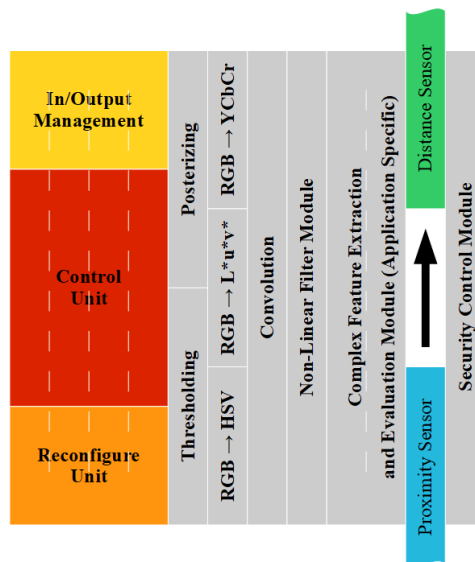 In/Output
Management
Control
Unit
Reconfigure
Unit
Posterizing
Thresholding
RGB → YCbCr
RGB → L*u*v*
RGB → HSV
Convolution
Non-Linear Filter Module
Complex Feature Extraction
and Evaluation Module (Application Specific)
Distance Sensor
Proximity Sensor
Security Control Module